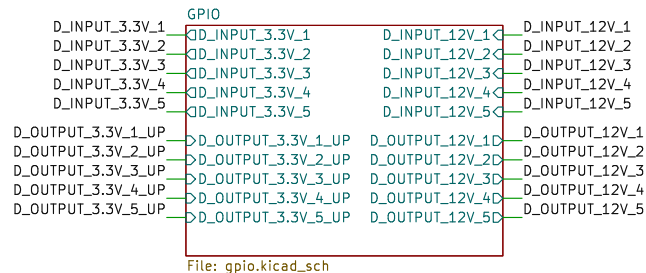 GPIO
D_INPUT_3.3V_1 D_INPUT_3.3V_1 D_INPUT_12V_1 D_INPUT_12V_1
D_INPUT_3.3V_2 D_INPUT_3.3V_2 D_INPUT_12V_2 D_INPUT_12V_2
D_INPUT_3.3V_3 D_INPUT_3.3V_3 D_INPUT_12V_3 D_INPUT_12V_3
D_INPUT_3.3V_4 D_INPUT_3.3V_4 D_INPUT_12V_4 D_INPUT_12V_4
D_INPUT_3.3V_5 D_INPUT_3.3V_5 D_INPUT_12V_5 D_INPUT_12V_5
D_OUTPUT_3.3V_1_UP D_OUTPUT_3.3V_1_UP D_OUTPUT_12V_1 D_OUTPUT_12V_1
D_OUTPUT_3.3V_2_UP D_OUTPUT_3.3V_2_UP D_OUTPUT_12V_2 D_OUTPUT_12V_2
D_OUTPUT_3.3V_3_UP D_OUTPUT_3.3V_3_UP D_OUTPUT_12V_3 D_OUTPUT_12V_3
D_OUTPUT_3.3V_4_UP D_OUTPUT_3.3V_4_UP D_OUTPUT_12V_4 D_OUTPUT_12V_4
D_OUTPUT_3.3V_5_UP D_OUTPUT_3.3V_5_UP D_OUTPUT_12V_5 D_OUTPUT_12V_5
File: gpio.kicad_sch